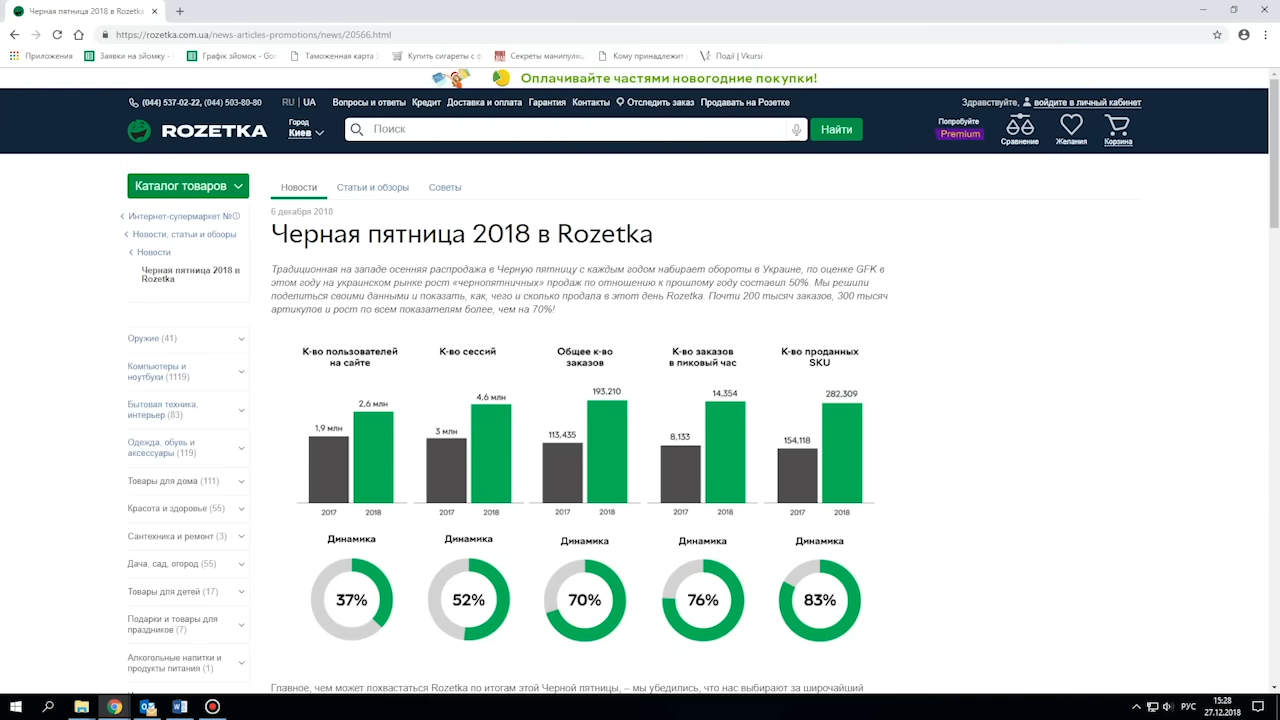 Черная пятница 2018 в Rozetka
https://rozetka.com.ua/news-articles-promotions/news/20566.html
Приложения
Заявки на зйомку -
Графік зйомок - Goo
Таможенная карта
Купить сигареты с ф
Секреты манипуля
Кому принадлежит
Події | Vkursi
Оплачивайте частями новогодние покупки!
(044) 537-02-22, (044) 503-80-80
RU | UA
Вопросы и ответы Кредит Доставка и оплата Гарантия Контакты Отследить заказ Продавать на Розетке
Здравствуйте, войдите в личный кабинет
ROZETKA
Город
Киев
Поиск
Найти
Попробуйте
Premium
Сравнение
Желания
Корзина
Каталог товаров
Новости Статьи и обзоры Советы
Интернет-супермаркет №
Новости, статьи и обзоры
Новости
Черная пятница 2018 в
Rozetka
6 декабря 2018
Черная пятница 2018 в Rozetka
Традиционная на западе осенняя распродажа в Черную пятницу с каждым годом набирает обороты в Украине, по оценке GFK в
этом году на украинском рынке рост «чернопятничных» продаж по отношению к прошлому году составил 50%. Мы решили
поделиться своими данными и показать, как, чего и сколько продала в этот день Rozetka. Почти 200 тысяч заказов, 300 тысяч
артикулов и рост по всем показателям более, чем на 70%!
Оружие (41)
Компьютеры и
ноутбуки (1119)
Бытовая техника,
интерьер (83)
Одежда, обувь и
аксессуары (119)
Товары для дома (111)
Красота и здоровье (55)
Сантехника и ремонт (3)
Дача, сад, огород (55)
Товары для детей (17)
Подарки и товары для
праздников (7)
Алкогольные напитки и
продукты питания (1)
К-во пользователей
на сайте
1,9 млн
2,6 млн
2017 2018
Динамика
37%
К-во сессий
3 млн
4,6 млн
2017 2018
Динамика
52%
Общее к-во
заказов
113,435
193,210
2017 2018
Динамика
70%
К-во заказов
в пиковый час
8,133
14,354
2017 2018
Динамика
76%
К-во проданных
SKU
154,118
282,309
2017 2018
Динамика
83%
Главное, чем может похвастаться Rozetka по итогам этой Черной пятницы, – мы убедились, что нас выбирают за широчайший
РУС
15:28
27.12.2018